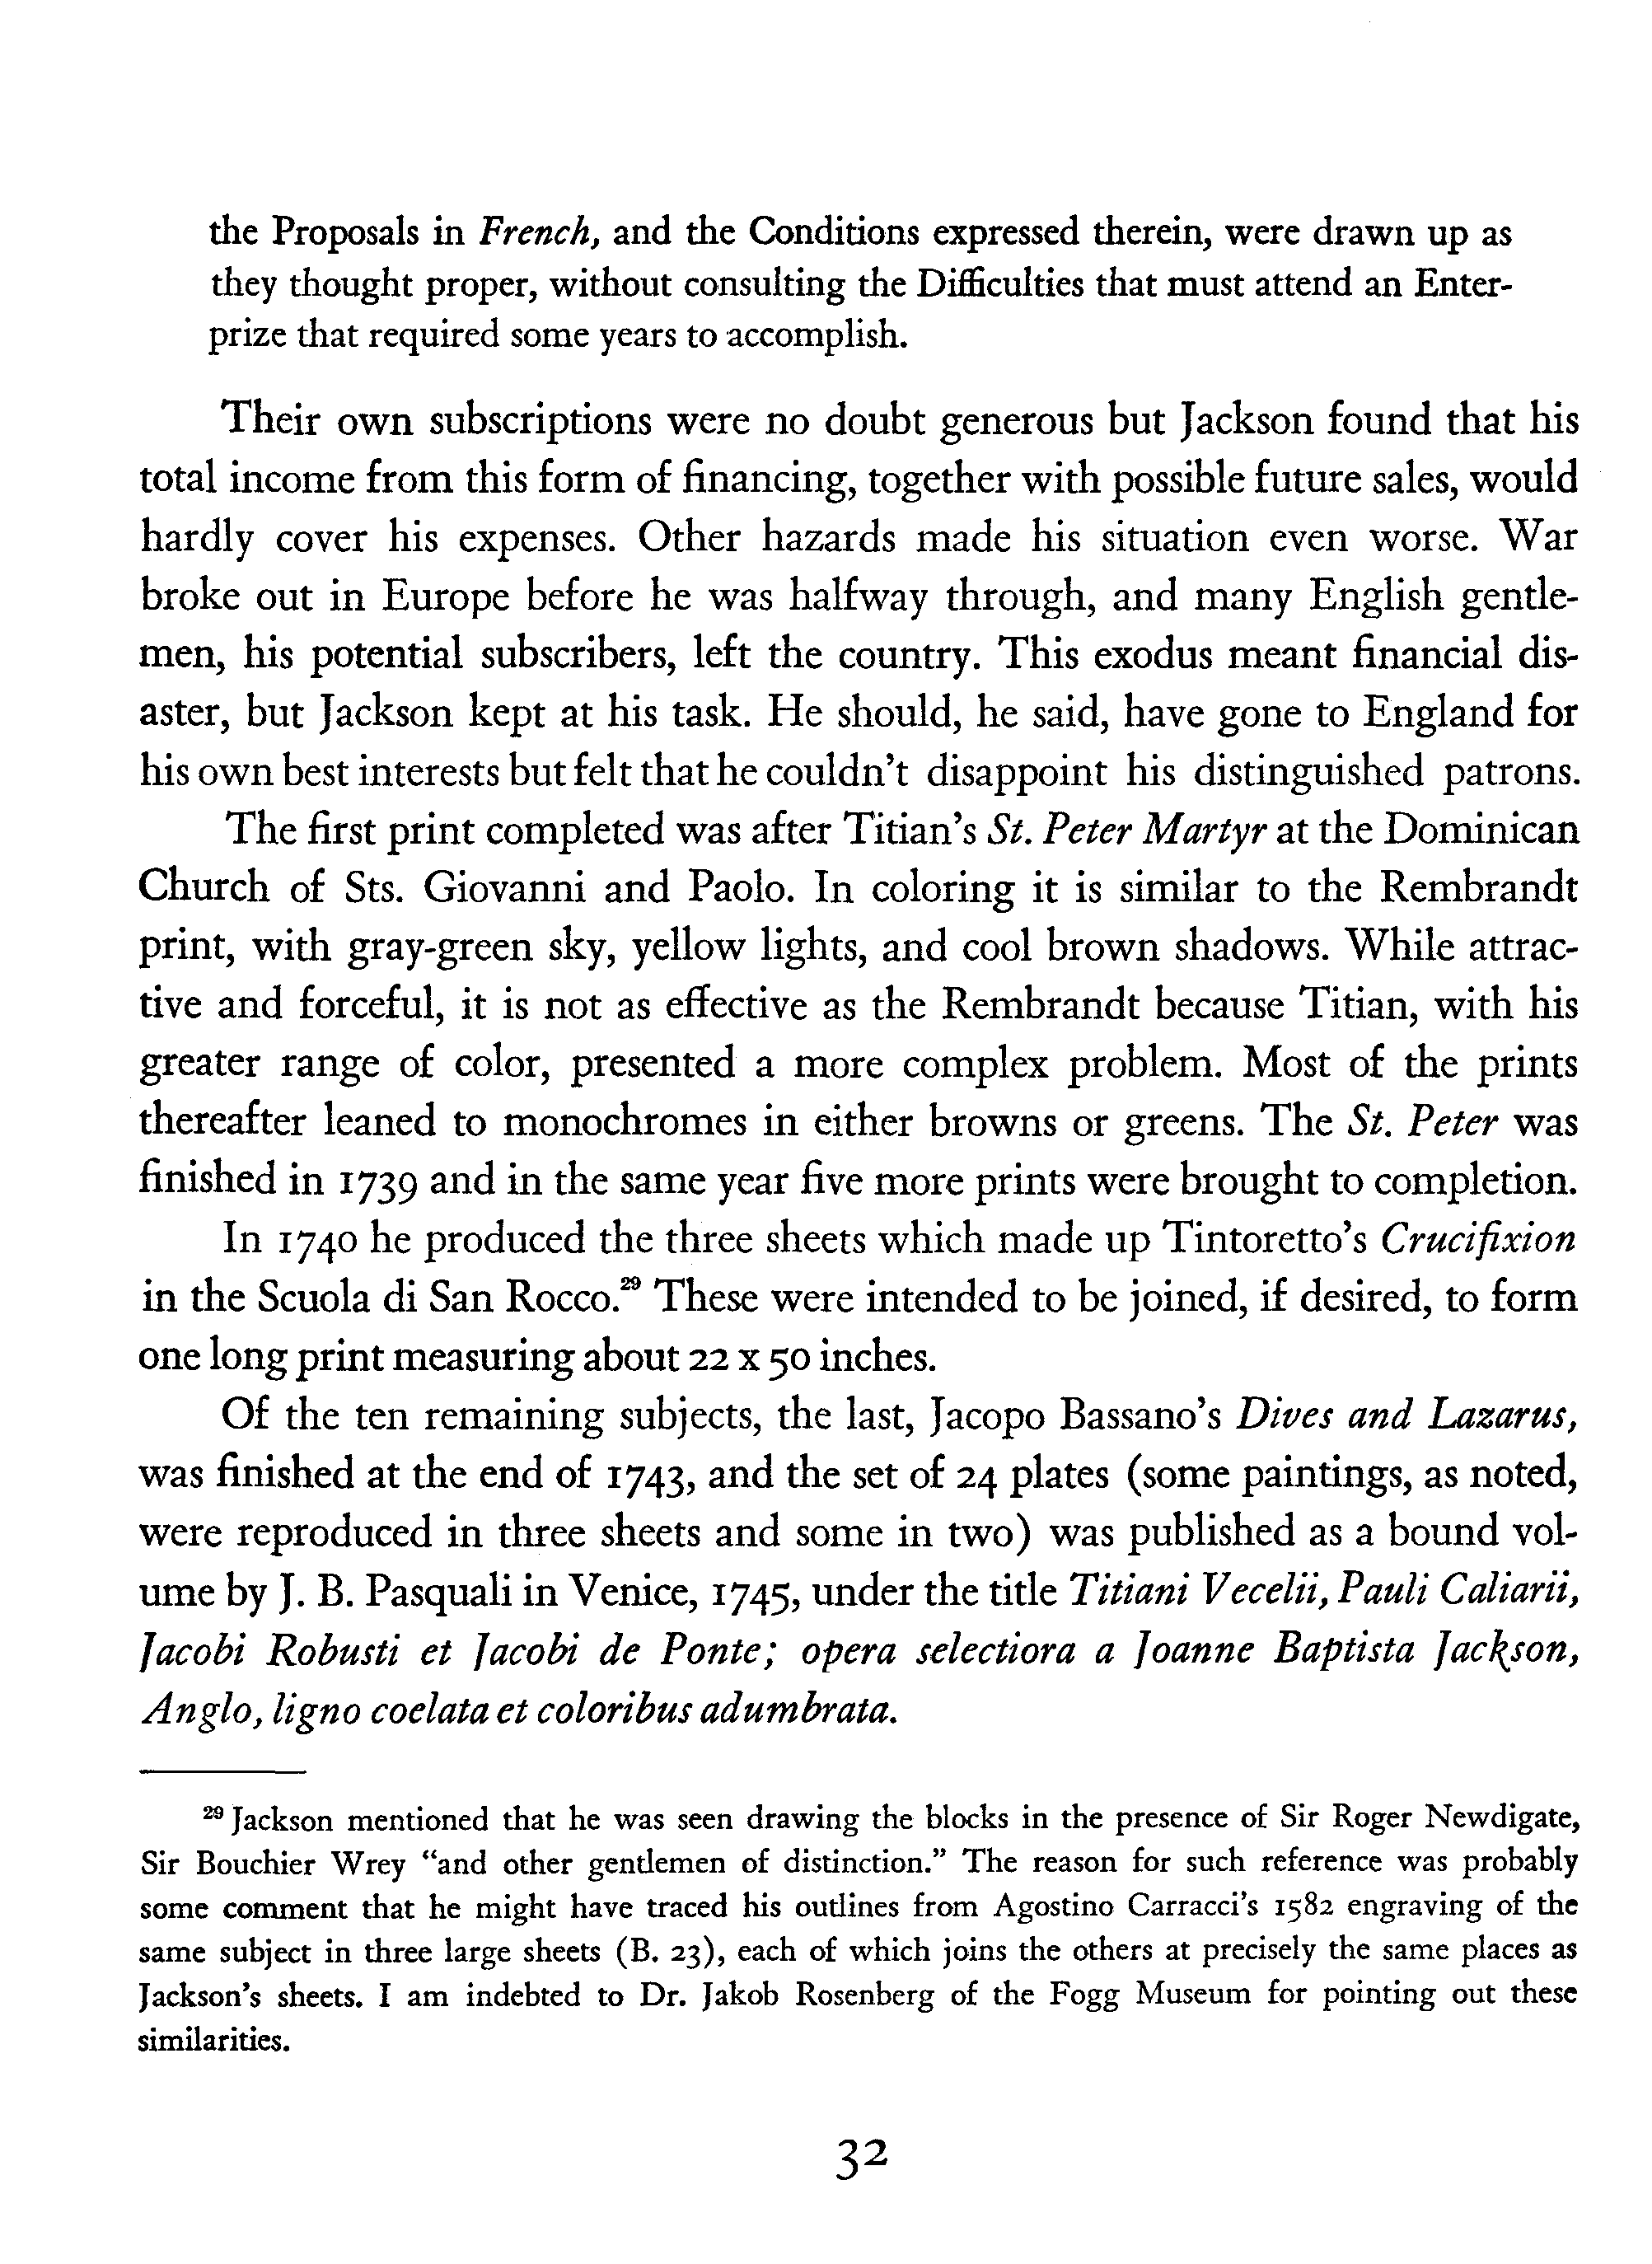 the Proposals in French, and the Conditions expressed therein, were drawn up as
they thought proper, without consulting the Difficulties that must attend an Enter-
prize that required some years to accomplish.
Their own subscriptions were no doubt generous but Jackson found that his
total income from this form of financing, together with possible future sales, would
hardly cover his expenses. Other hazards made his situation even worse. War
broke out in Europe before he was halfway through, and many English gentle-
men, his potential subscribers, left the country. This exodus meant financial dis-
aster, but Jackson kept at his task. He should, he said, have gone to England for
his own best interests but felt that he couldn't disappoint his distinguished patrons.
The first print completed was after Titian's St. Peter Martyr at the Dominican
Church of Sts. Giovanni and Paolo. In coloring it is similar to the Rembrandt
print, with gray-green sky, yellow lights, and cool brown shadows. While attrac-
tive and forceful, it is not as effective as the Rembrandt because Titian, with his
greater range of color, presented a more complex problem. Most of the prints
thereafter leaned to monochromes in either browns or greens. The St. Peter was
finished in 1739 and in the same year five more prints were brought to completion.
In 1740 he produced the three sheets which made up Tintoretto's Crucifixion
in the Scuola di San Rocco.²⁹ These were intended to be joined, if desired, to form
one long print measuring about 22 x 50 inches.
Of the ten remaining subjects, the last, Jacopo Bassano's Dives and Lazarus,
was finished at the end of 1743, and the set of 24 plates (some paintings, as noted,
were reproduced in three sheets and some in two) was published as a bound vol-
ume by J. B. Pasquali in Venice, 1745, under the title Titiani Vecelii, Pauli Caliarii,
Jacobi Robusti et Jacobi de Ponte; opera selectiora a Joanne Baptista Jackson,
Anglo, ligno coelata et coloribus adumbrata.
²⁹ Jackson mentioned that he was seen drawing the blocks in the presence of Sir Roger Newdigate,
Sir Bouchier Wrey "and other gentlemen of distinction." The reason for such reference was probably
some comment that he might have traced his outlines from Agostino Carracci's 1582 engraving of the
same subject in three large sheets (B. 23), each of which joins the others at precisely the same places as
Jackson's sheets. I am indebted to Dr. Jakob Rosenberg of the Fogg Museum for pointing out these
similarities.
32